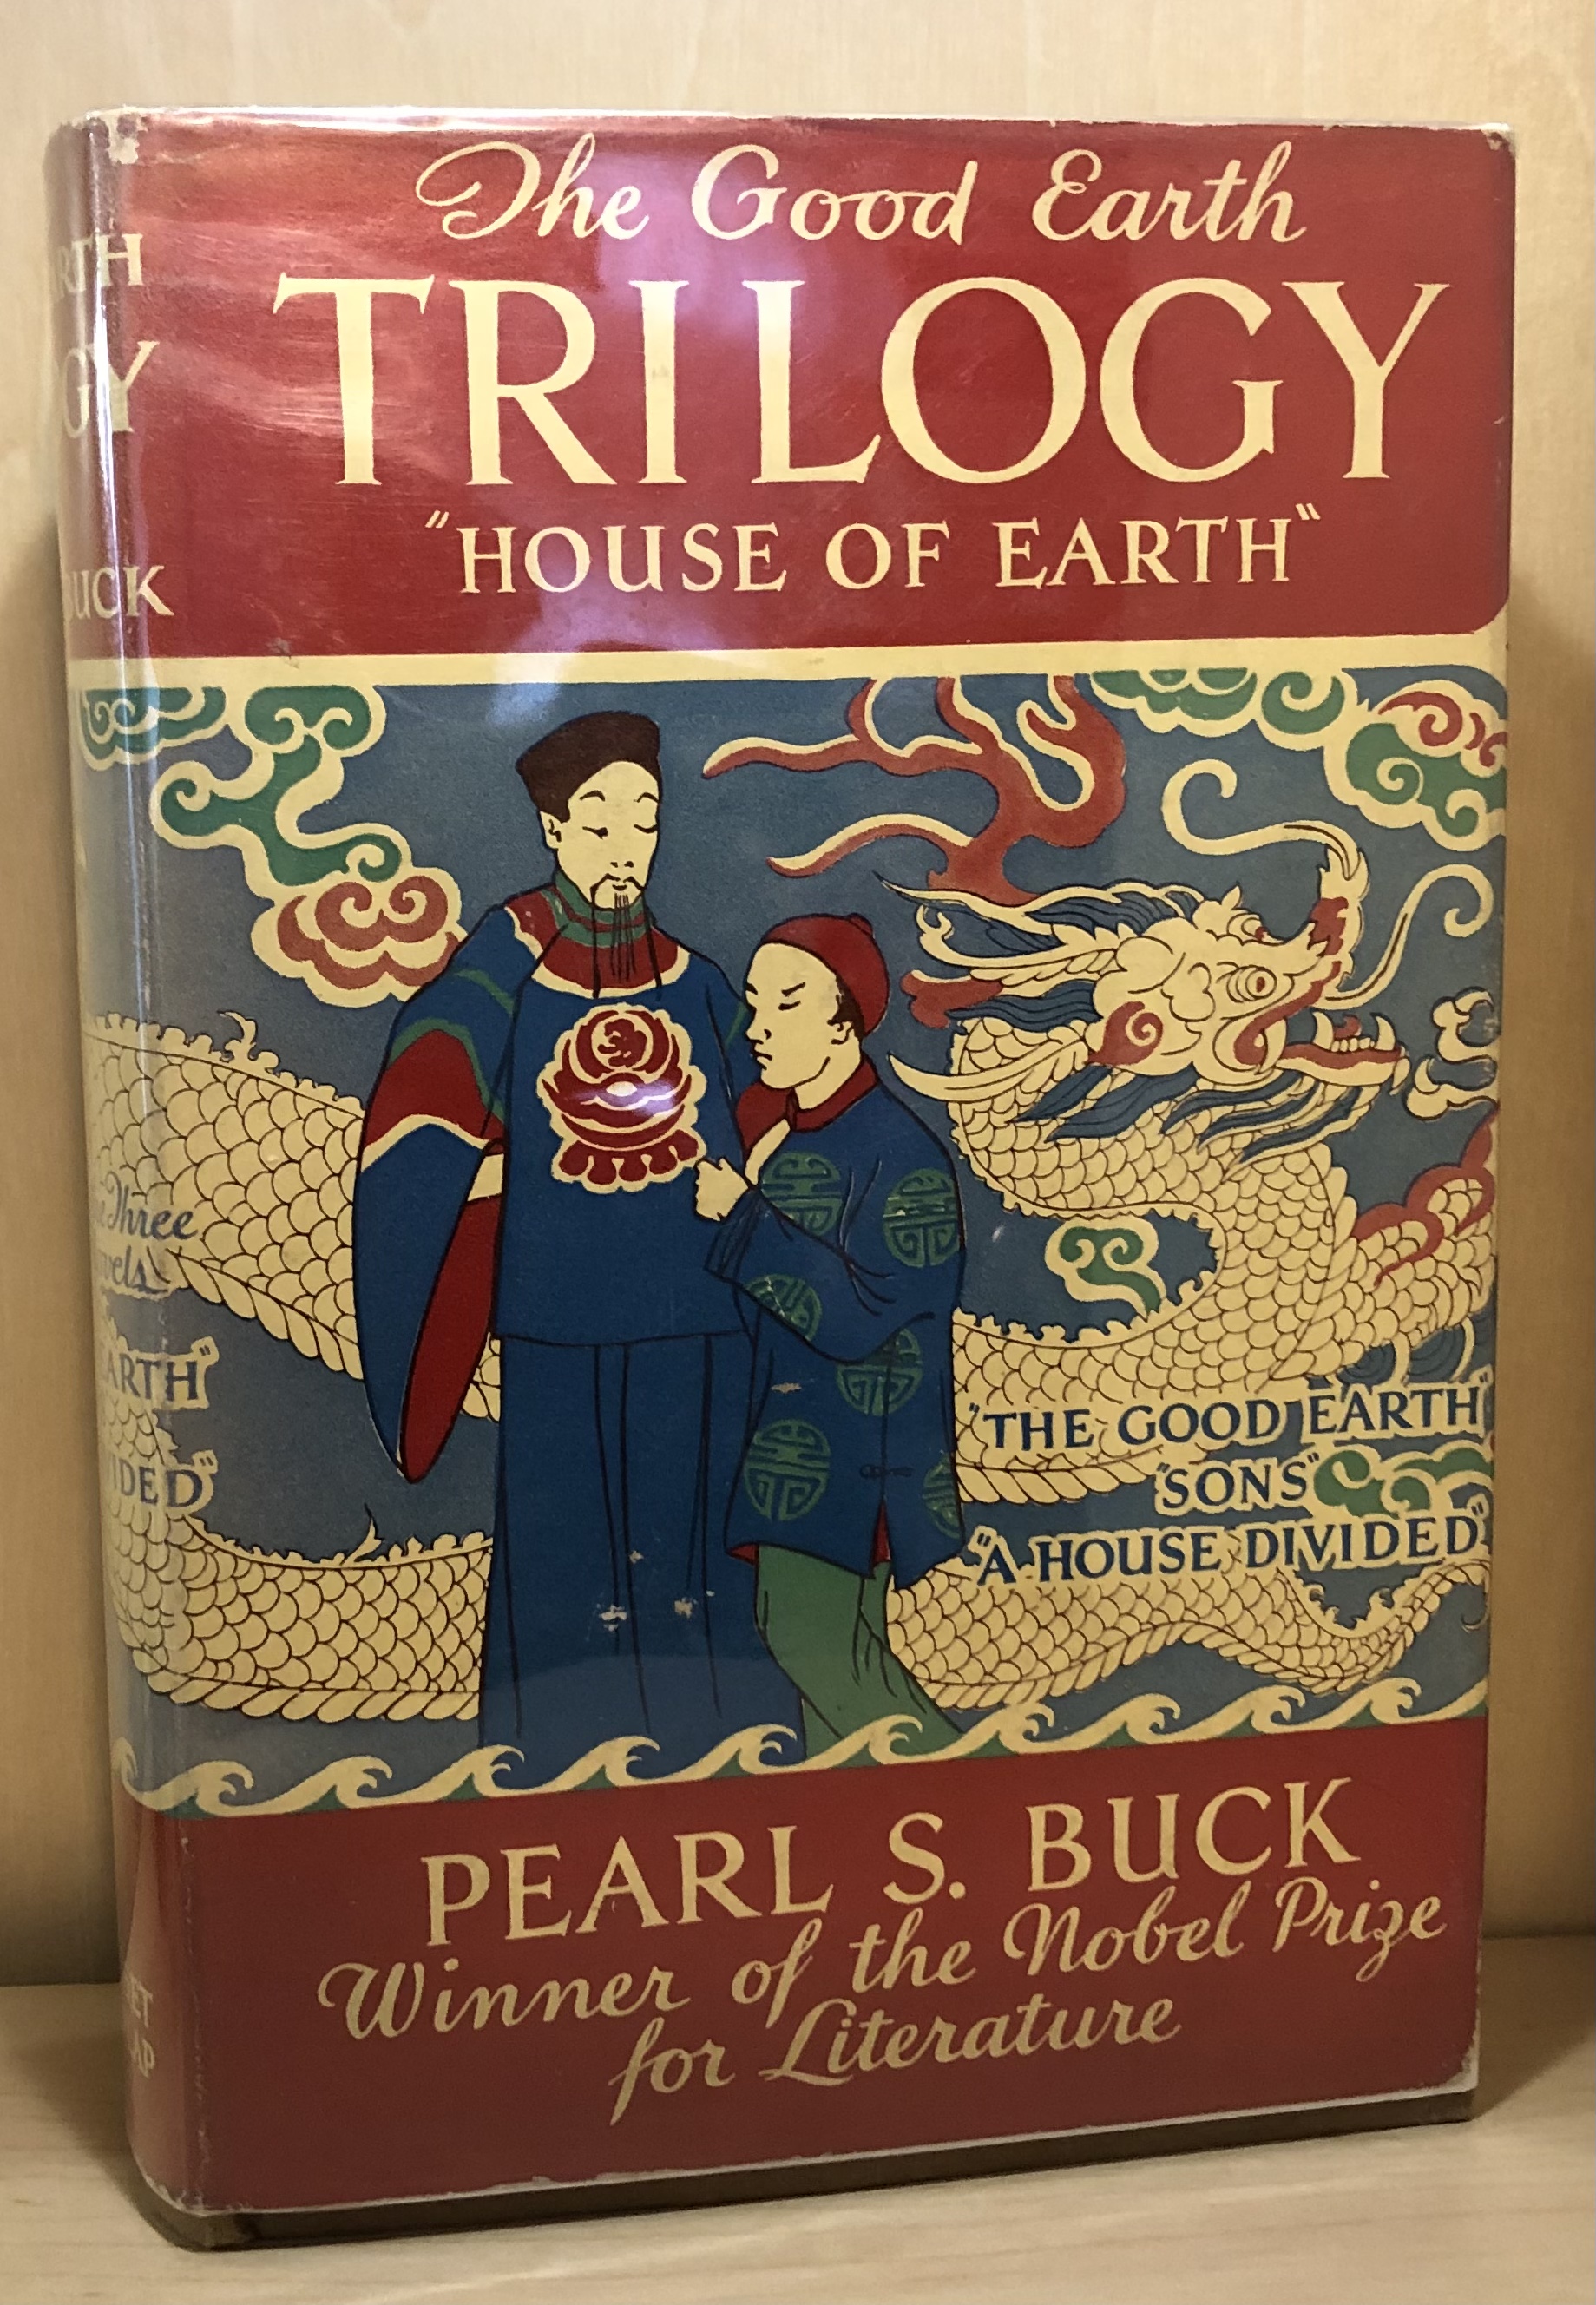 The Good Earth
TRILOGY
"HOUSE OF EARTH"
"THE GOOD EARTH"
"SONS"
"A HOUSE DIVIDED"
PEARL S. BUCK
Winner of the Nobel Prize
for Literature
Three